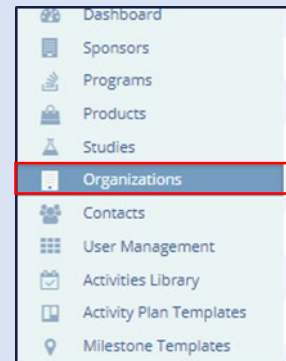 Dashboard
Sponsors
Programs
Products
Studies
Organizations
Contacts
User Management
Activities Library
Activity Plan Templates
Milestone Templates